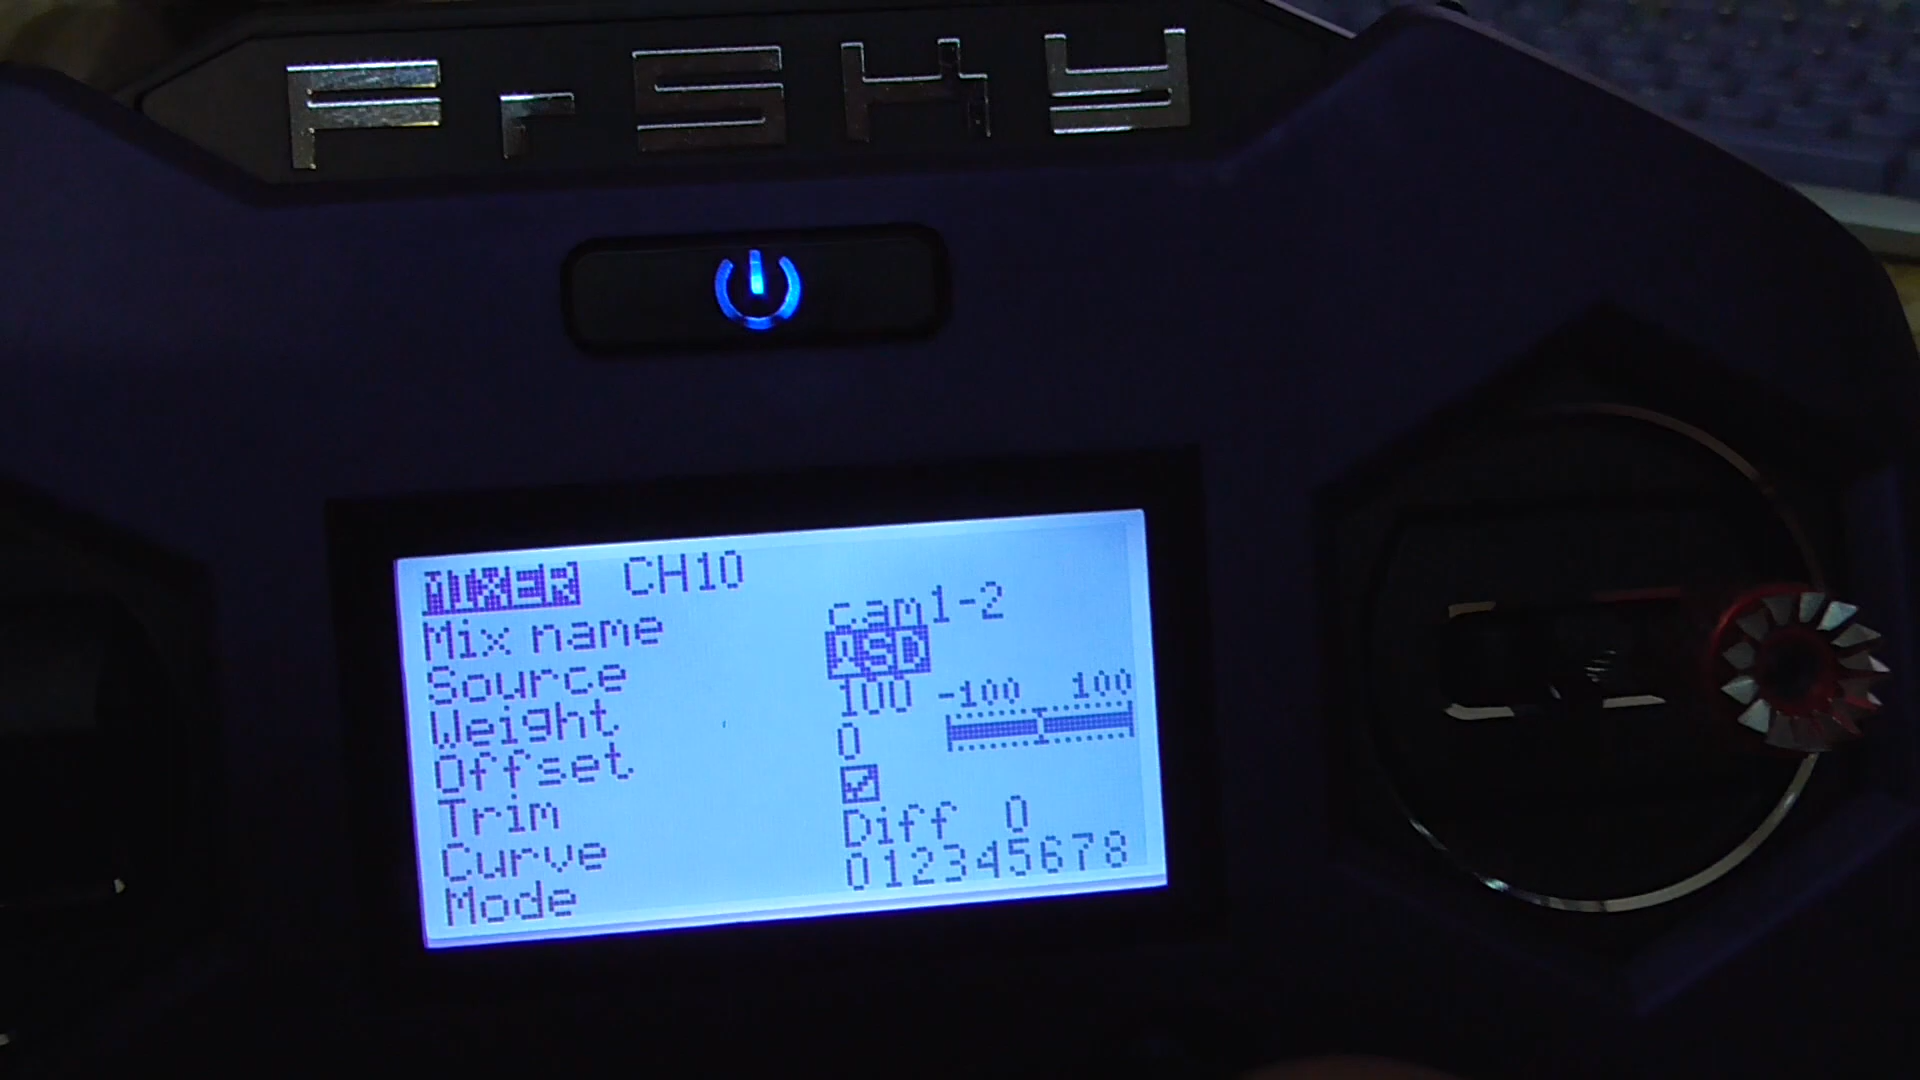 FrSKY
MIXER CH10
Mix name cam1-2
Source
Weight 100 -100 100
Offset 0
Trim
Curve Diff 0
Mode 012345678